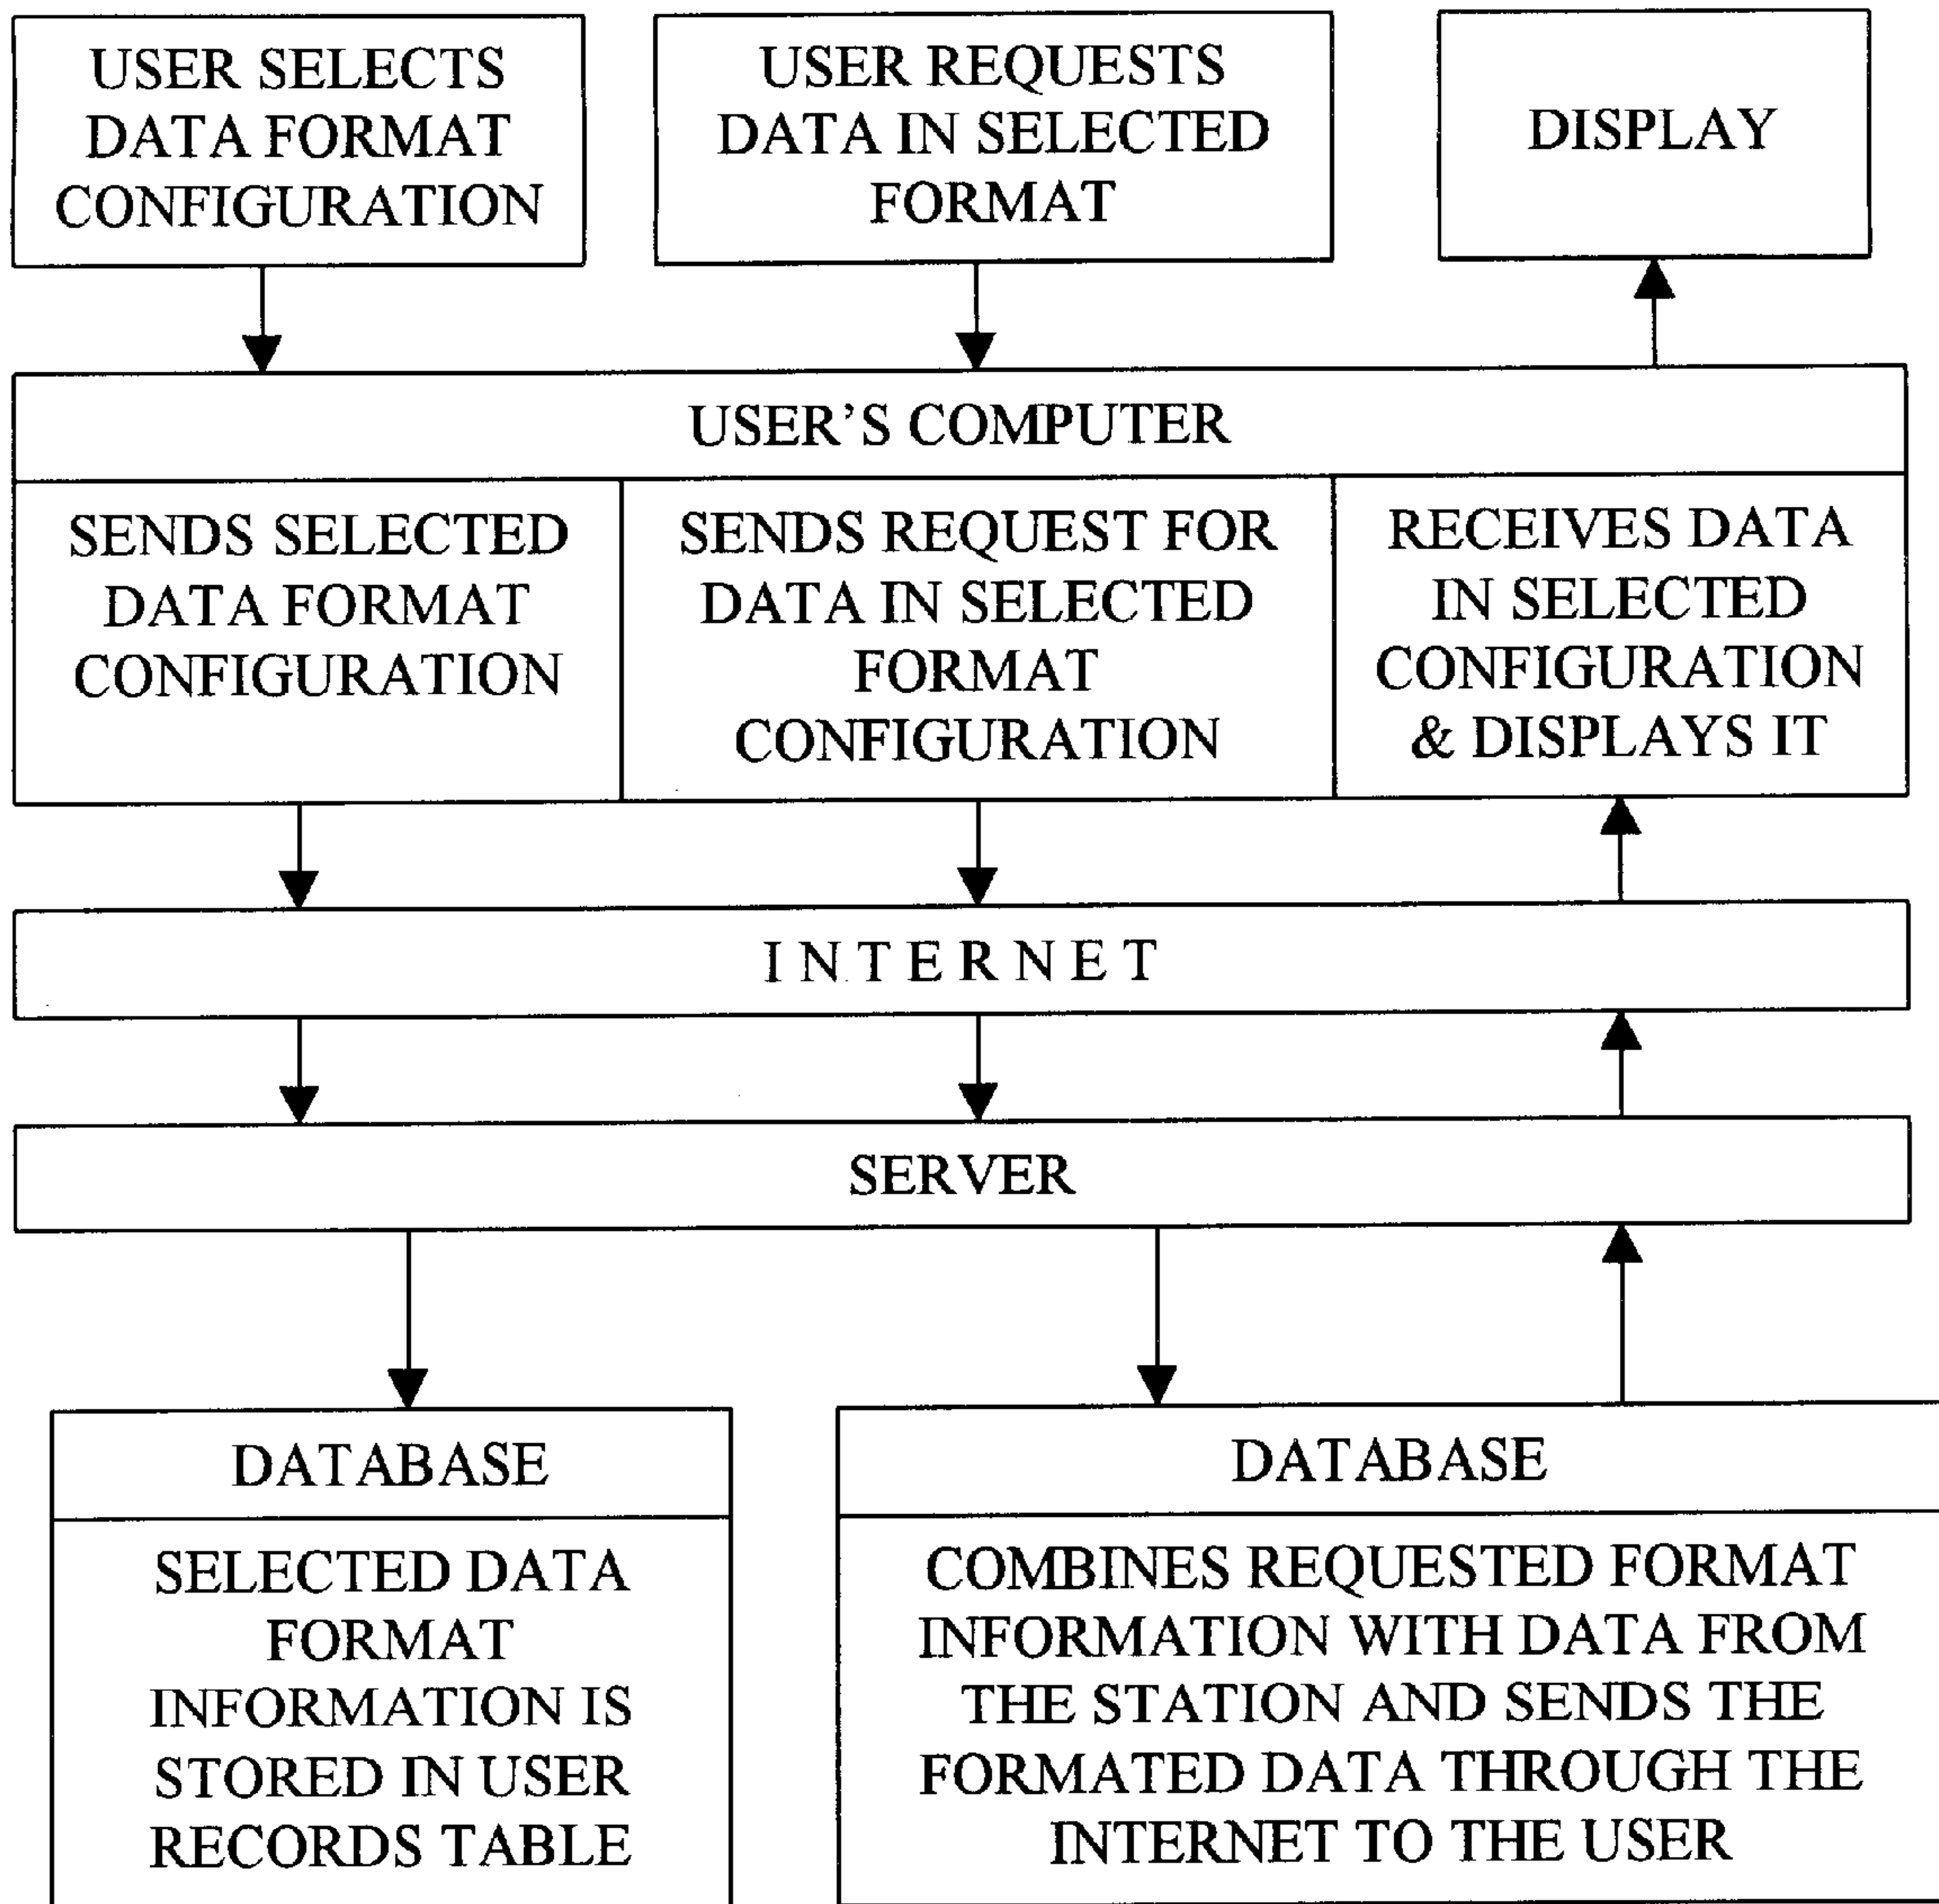 USER SELECTS
DATA FORMAT
CONFIGURATION
USER REQUESTS
DATA IN SELECTED
FORMAT
DISPLAY
USER'S COMPUTER
SENDS SELECTED
DATA FORMAT
CONFIGURATION
SENDS REQUEST FOR
DATA IN SELECTED
FORMAT
CONFIGURATION
RECEIVES DATA
IN SELECTED
CONFIGURATION
& DISPLAYS IT
I N T E R N E T
SERVER
DATABASE
SELECTED DATA
FORMAT
INFORMATION IS
STORED IN USER
RECORDS TABLE
DATABASE
COMBINES REQUESTED FORMAT
INFORMATION WITH DATA FROM
THE STATION AND SENDS THE
FORMATED DATA THROUGH THE
INTERNET TO THE USER